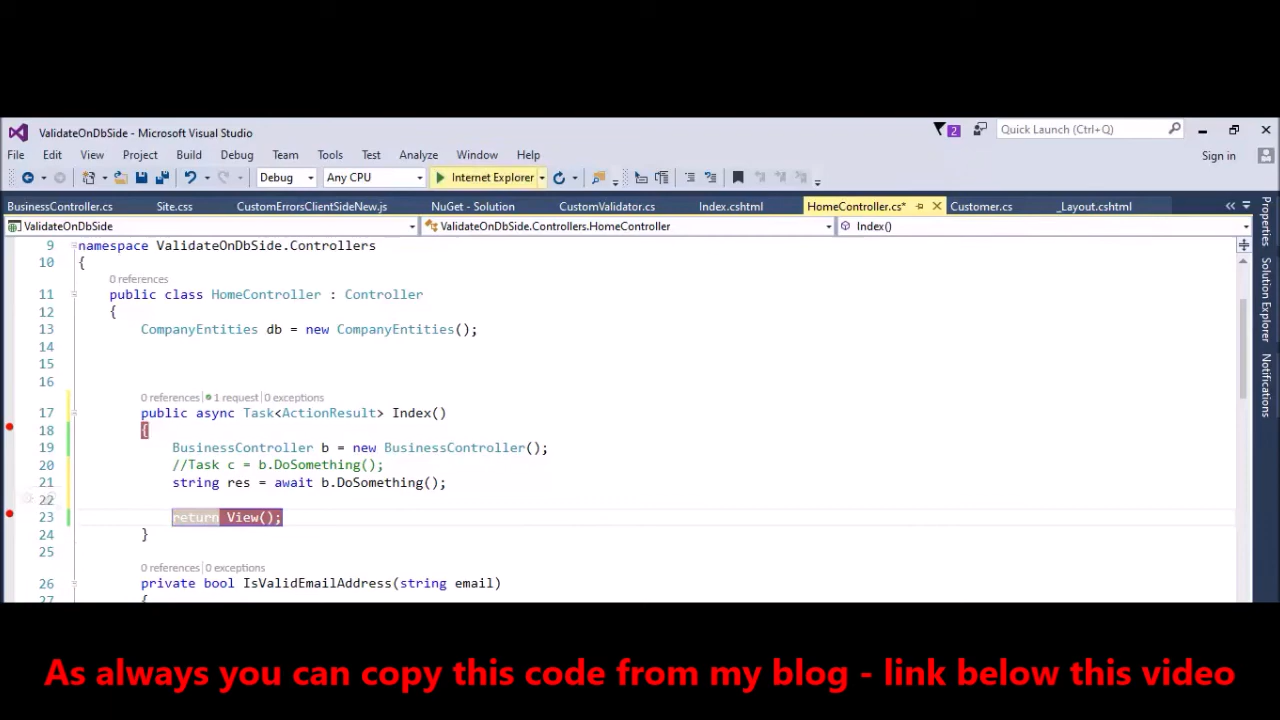 ValidateOnDbSide - Microsoft Visual Studio
2
Quick Launch (Ctrl+Q)
File Edit View Project Build Debug Team Tools Test Analyze Window Help
Sign in
Debug Any CPU Internet Explorer
BusinessController.cs Site.css CustomErrorsClientSideNew.js NuGet - Solution CustomValidator.cs Index.cshtml HomeController.cs* Customer.cs _Layout.cshtml
ValidateOnDbSide ValidateOnDbSide.Controllers.HomeController Index()
Properties
Solution Explorer
Notifications
9 namespace ValidateOnDbSide.Controllers
10 {
0 references
11 public class HomeController : Controller
12 {
13 CompanyEntities db = new CompanyEntities();
14
15
16
0 references | 1 request | 0 exceptions
17 public async Task<ActionResult> Index()
18 {
19 BusinessController b = new BusinessController();
20 //Task c = b.DoSomething();
21 string res = await b.DoSomething();
22
23 return View();
24 }
25
0 references | 0 exceptions
26 private bool IsValidEmailAddress(string email)
27 {
As always you can copy this code from my blog - link below this video